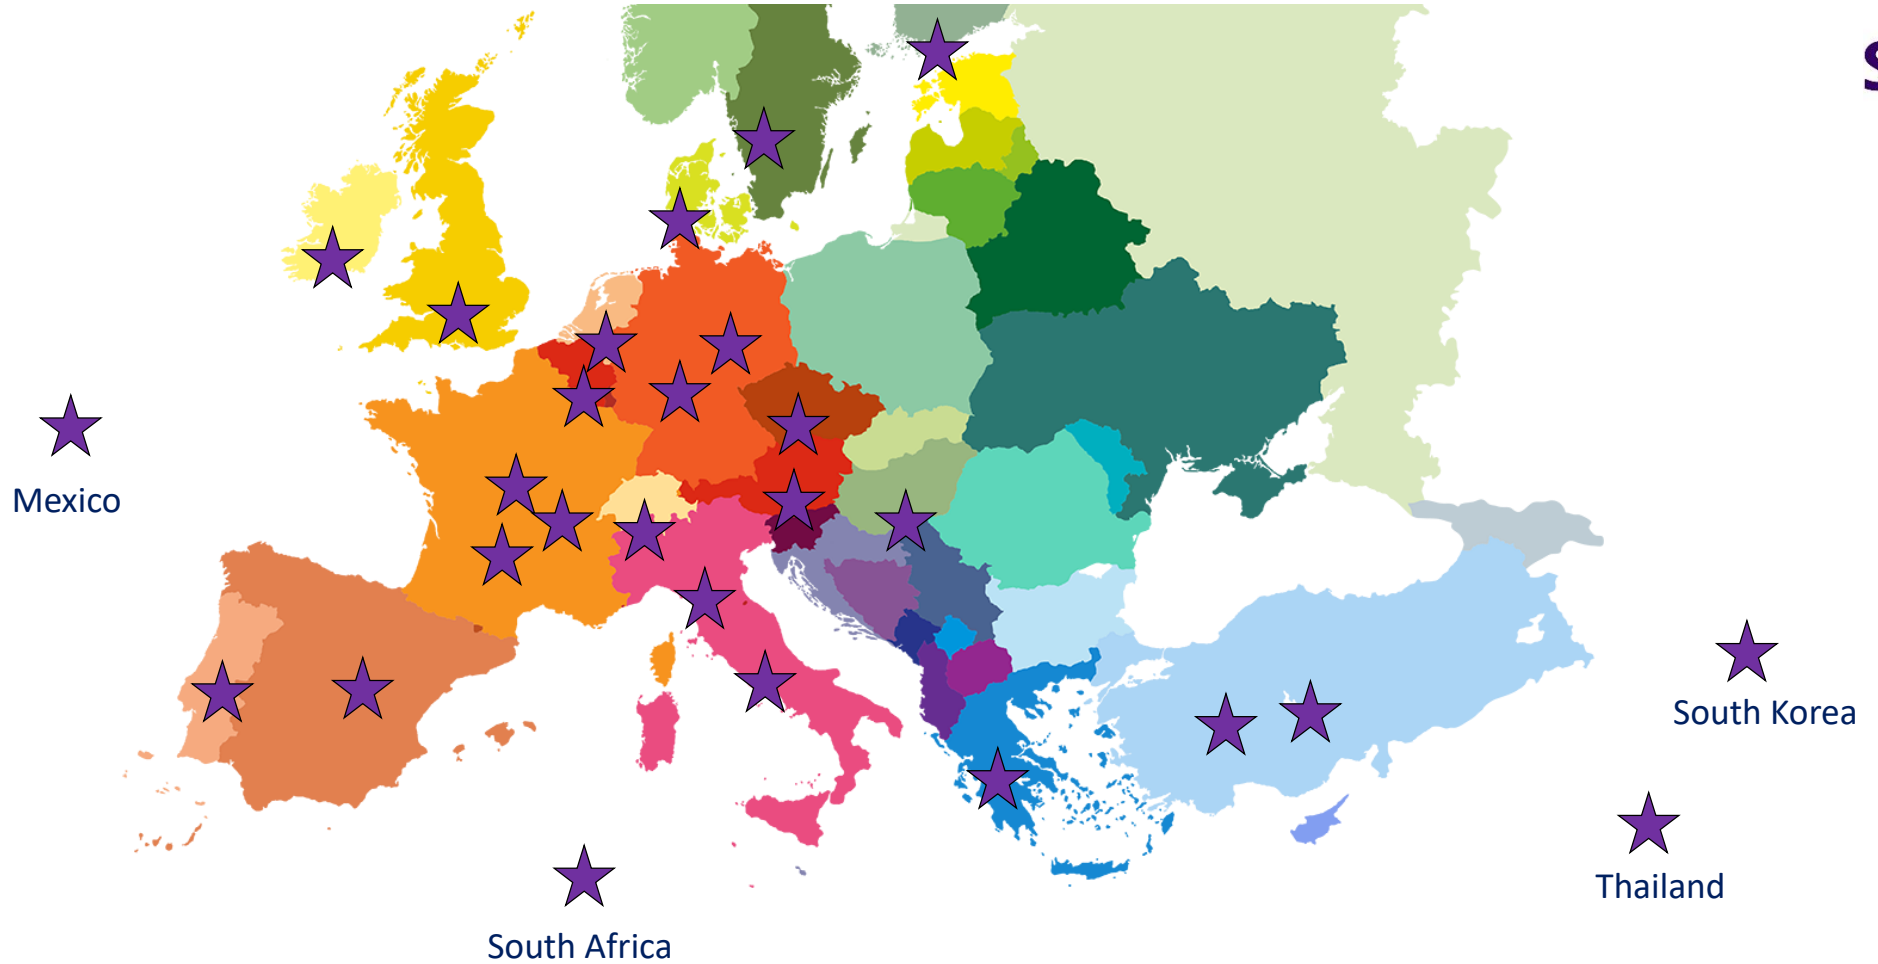 S
Mexico
South Korea
Thailand
South Africa